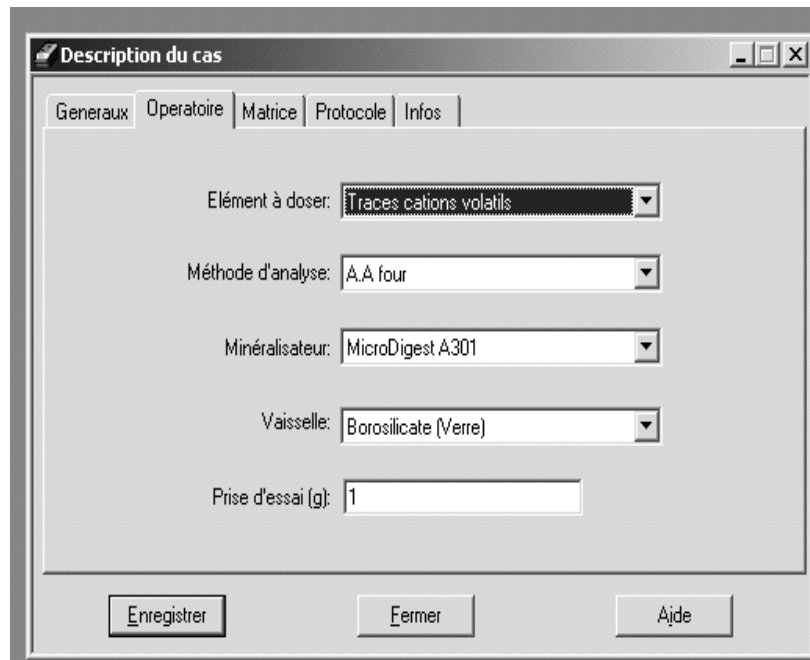 Description du cas
Generaux Operatoire Matrice Protocole Infos
Elément à doser: Traces cations volatils
Méthode d'analyse: A.A four
Minéralisateur: MicroDigest A301
Vaisselle: Borosilicate (Verre)
Prise d'essai (g): 1
Enregistrer Fermer Aide